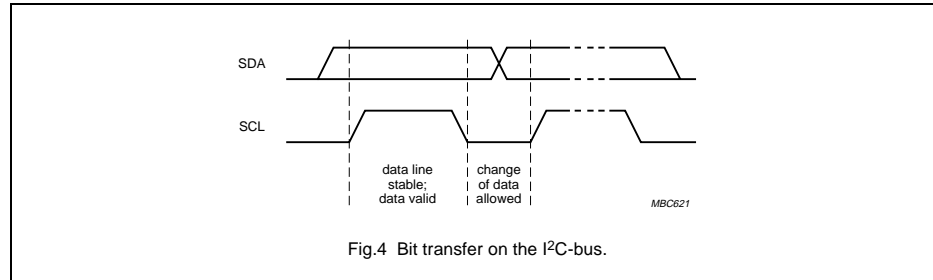 SDA
SCL
data line
stable;
data valid
change
of data
allowed
MBC621
Fig.4 Bit transfer on the I²C-bus.